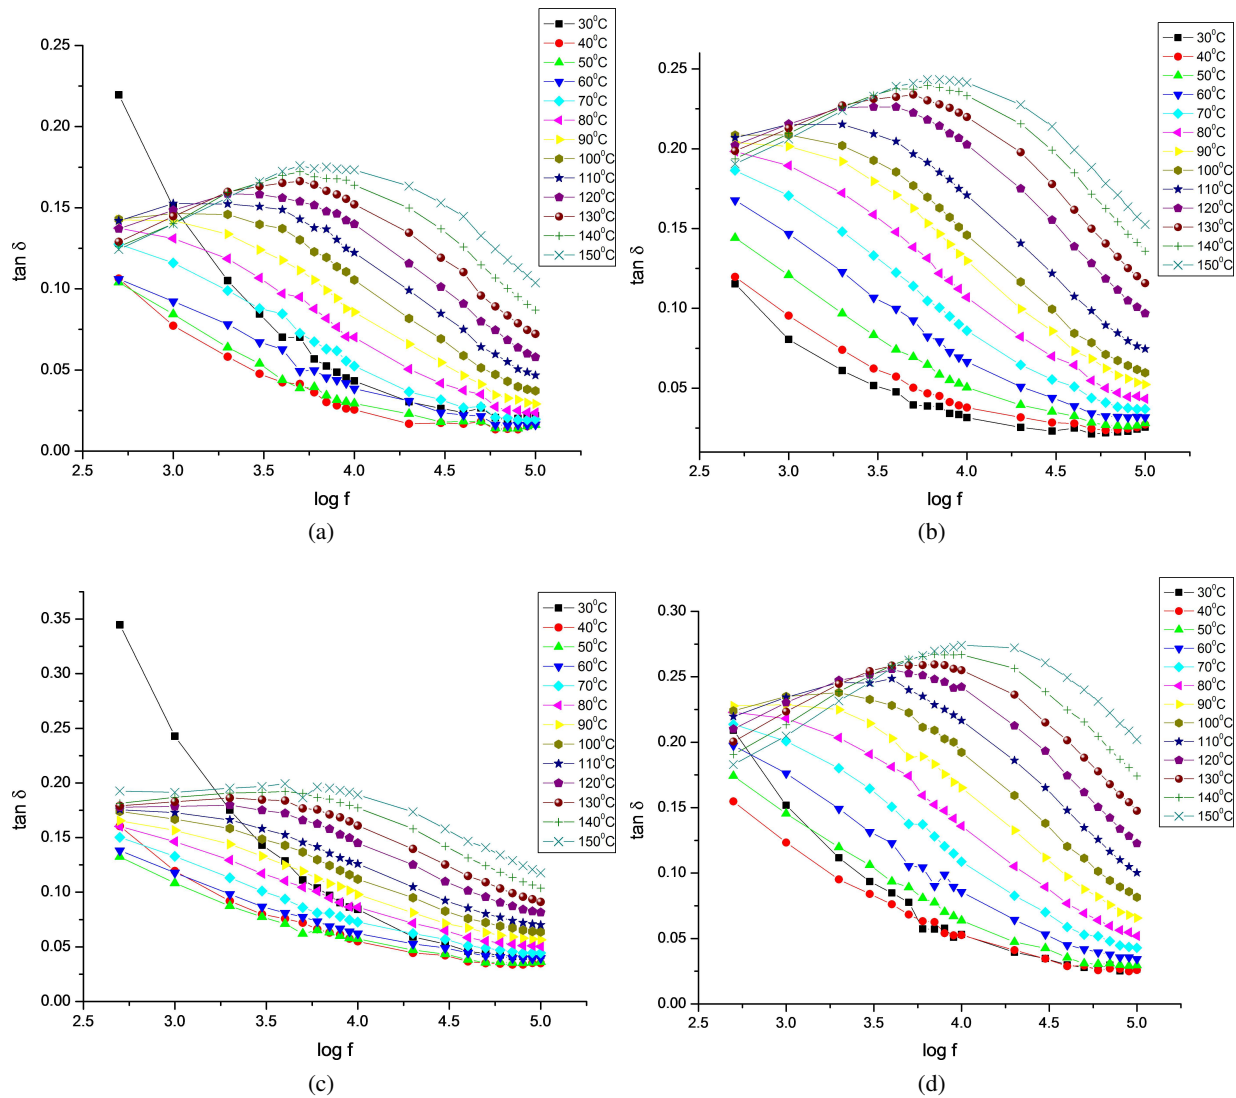 0.25
0.20
0.15
0.10
0.05
0.00
tan δ
2.5 3.0 3.5 4.0 4.5 5.0
log f
30⁰C
40⁰C
50⁰C
60⁰C
70⁰C
80⁰C
90⁰C
100⁰C
110⁰C
120⁰C
130⁰C
140⁰C
150⁰C
(a)
0.25
0.20
0.15
0.10
0.05
tan δ
2.5 3.0 3.5 4.0 4.5 5.0
log f
30⁰C
40⁰C
50⁰C
60⁰C
70⁰C
80⁰C
90⁰C
100⁰C
110⁰C
120⁰C
130⁰C
140⁰C
150⁰C
(b)
0.35
0.30
0.25
0.20
0.15
0.10
0.05
0.00
tan δ
2.5 3.0 3.5 4.0 4.5 5.0
log f
30⁰C
40⁰C
50⁰C
60⁰C
70⁰C
80⁰C
90⁰C
100⁰C
110⁰C
120⁰C
130⁰C
140⁰C
150⁰C
(c)
0.30
0.25
0.20
0.15
0.10
0.05
0.00
tan δ
2.5 3.0 3.5 4.0 4.5 5.0
log f
30⁰C
40⁰C
50⁰C
60⁰C
70⁰C
80⁰C
90⁰C
100⁰C
110⁰C
120⁰C
130⁰C
140⁰C
150⁰C
(d)